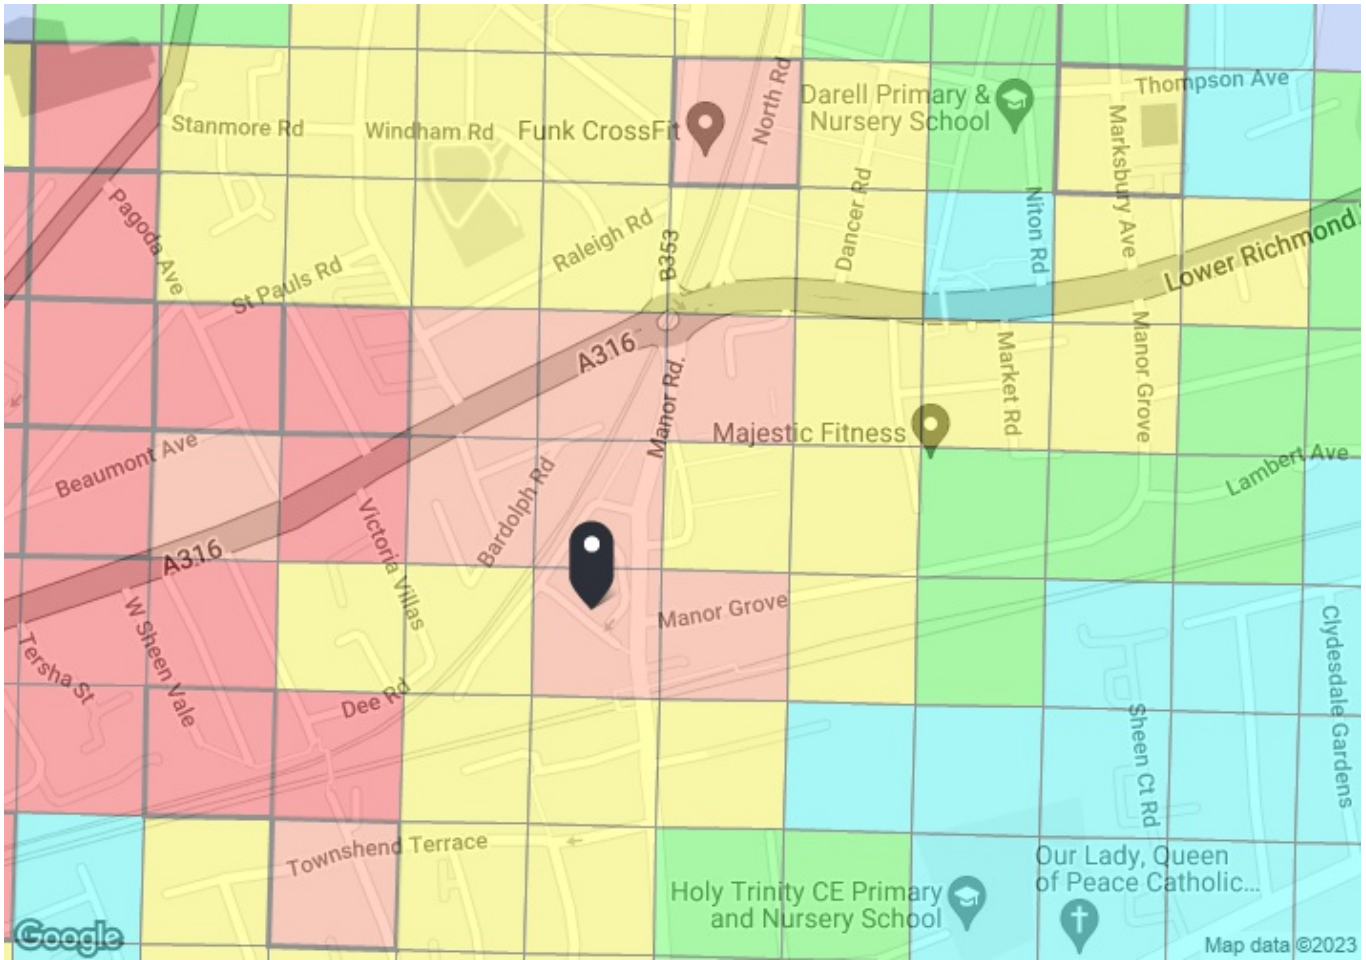 Thompson Ave
Darell Primary &
Nursery School
Stanmore Rd
Windham Rd
Funk CrossFit
North Rd
Marksbury Ave
Pagoda Ave
Dancer Rd
Niton Rd
Raleigh Rd
B353
St Pauls Rd
Lower Richmond
A316
Manor Rd.
Market Rd
Manor Grove
Majestic Fitness
Beaumont Ave
Bardolph Rd
Lambert Ave
A316
Victoria Villas
Manor Grove
W Sheen Vale
Tersha St
Clydesdale Gardens
Dee Rd
Sheen Ct Rd
Townshend Terrace
Our Lady, Queen
of Peace Catholic...
Holy Trinity CE Primary
and Nursery School
Google
Map data ©2023